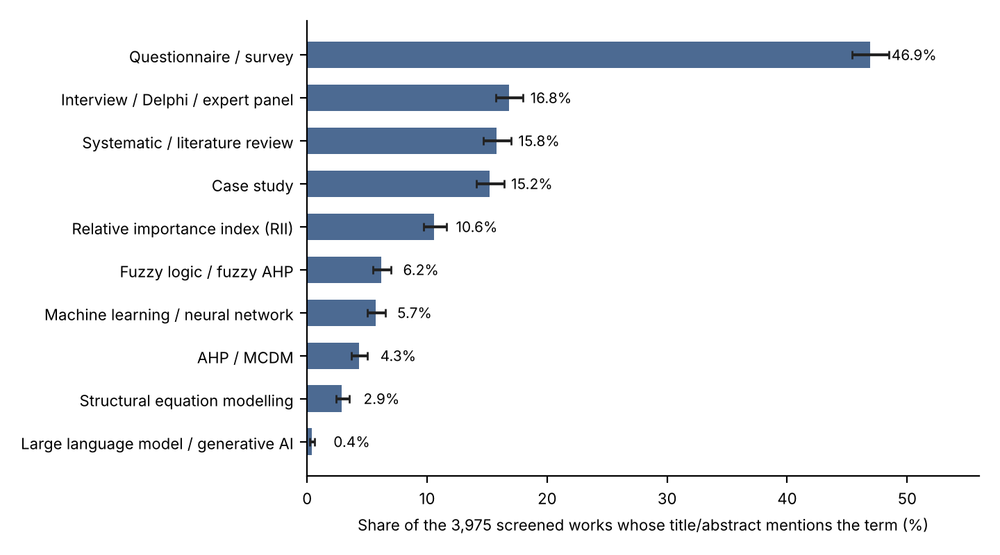 Questionnaire / survey 46.9%
Interview / Delphi / expert panel 16.8%
Systematic / literature review 15.8%
Case study 15.2%
Relative importance index (RII) 10.6%
Fuzzy logic / fuzzy AHP 6.2%
Machine learning / neural network 5.7%
AHP / MCDM 4.3%
Structural equation modelling 2.9%
Large language model / generative AI 0.4%
0 10 20 30 40 50
Share of the 3,975 screened works whose title/abstract mentions the term (%)